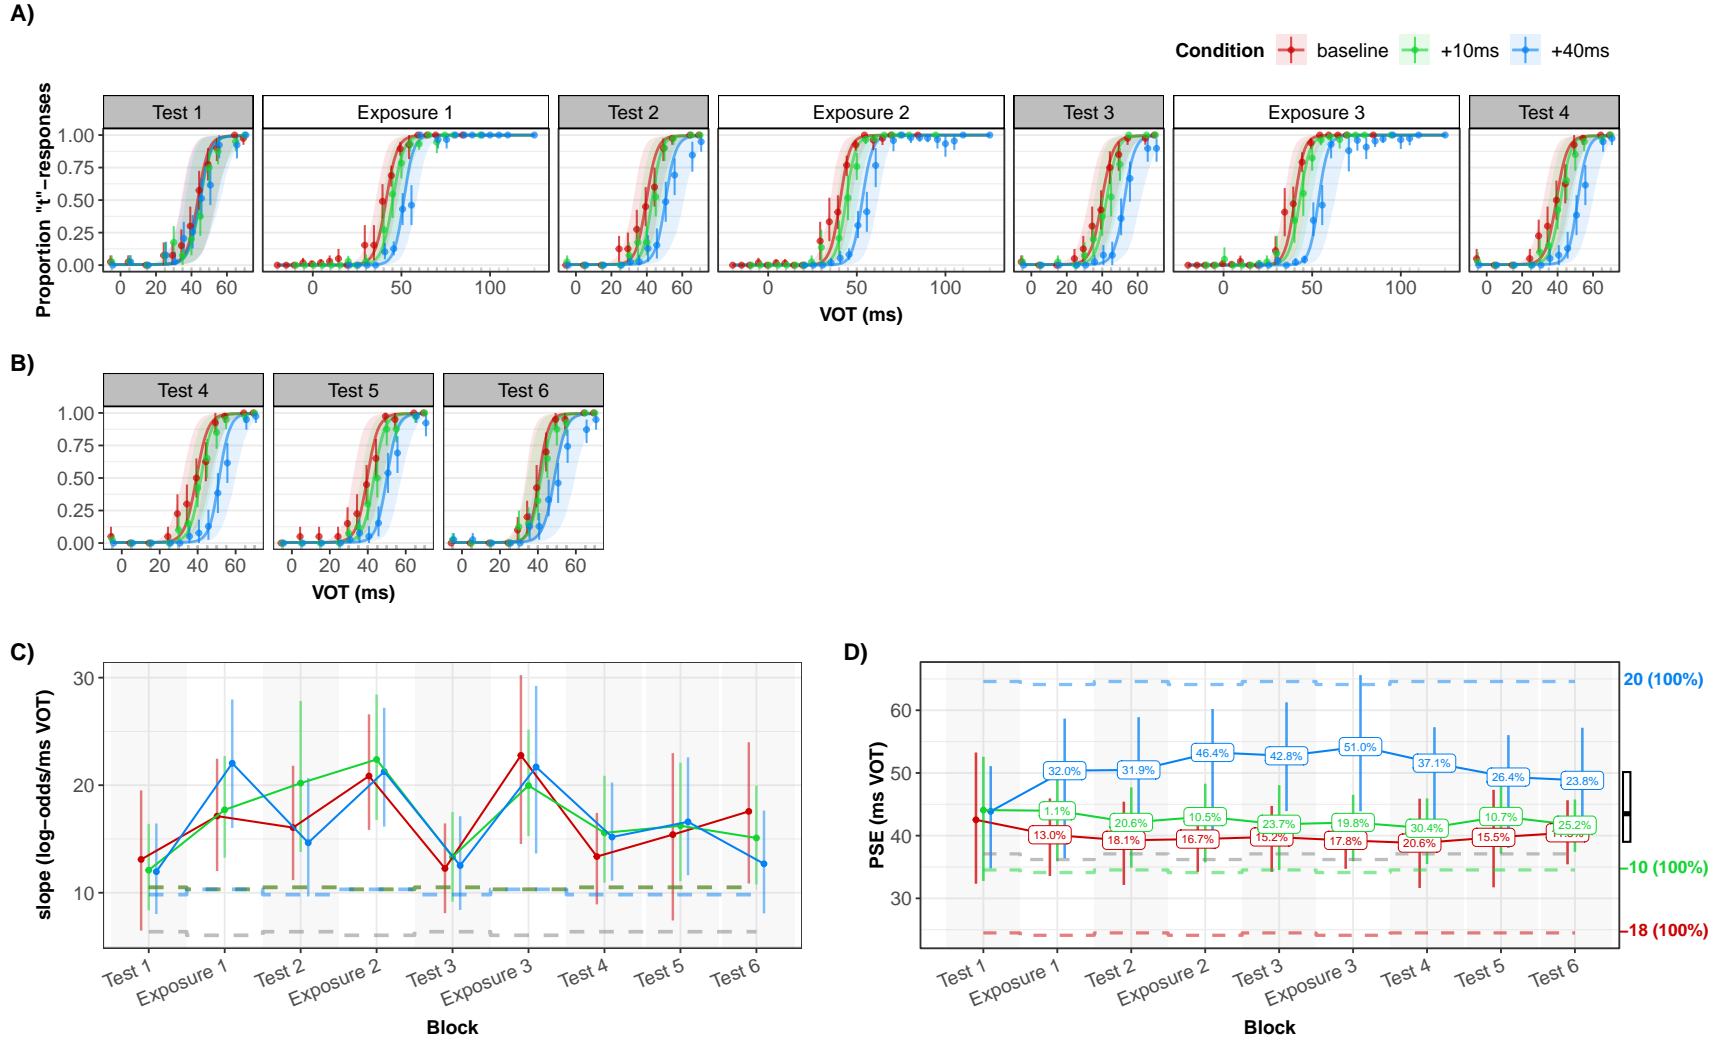 A)
Condition baseline +10ms +40ms
Proportion "t"−responses
Test 1 Exposure 1 Test 2 Exposure 2 Test 3 Exposure 3 Test 4
1.00
0.75
0.50
0.25
0.00
0 20 40 60 0 50 100 0 20 40 60 0 50 100 0 20 40 60 0 50 100 0 20 40 60
VOT (ms)
B)
Test 4 Test 5 Test 6
1.00
0.75
0.50
0.25
0.00
0 20 40 60 0 20 40 60 0 20 40 60
VOT (ms)
C)
slope (log−odds/ms VOT)
30
20
10
Test 1 Exposure 1 Test 2 Exposure 2 Test 3 Exposure 3 Test 4 Test 5 Test 6
Block
D)
PSE (ms VOT)
60
50
40
30
20 (100%)
−10 (100%)
−18 (100%)
32.0% 31.9% 46.4% 42.8% 51.0% 37.1% 26.4% 23.8%
1.1% 20.6% 10.5% 23.7% 19.8% 30.4% 10.7% 25.2%
13.0% 18.1% 16.7% 15.2% 17.8% 20.6% 15.5%
Test 1 Exposure 1 Test 2 Exposure 2 Test 3 Exposure 3 Test 4 Test 5 Test 6
Block